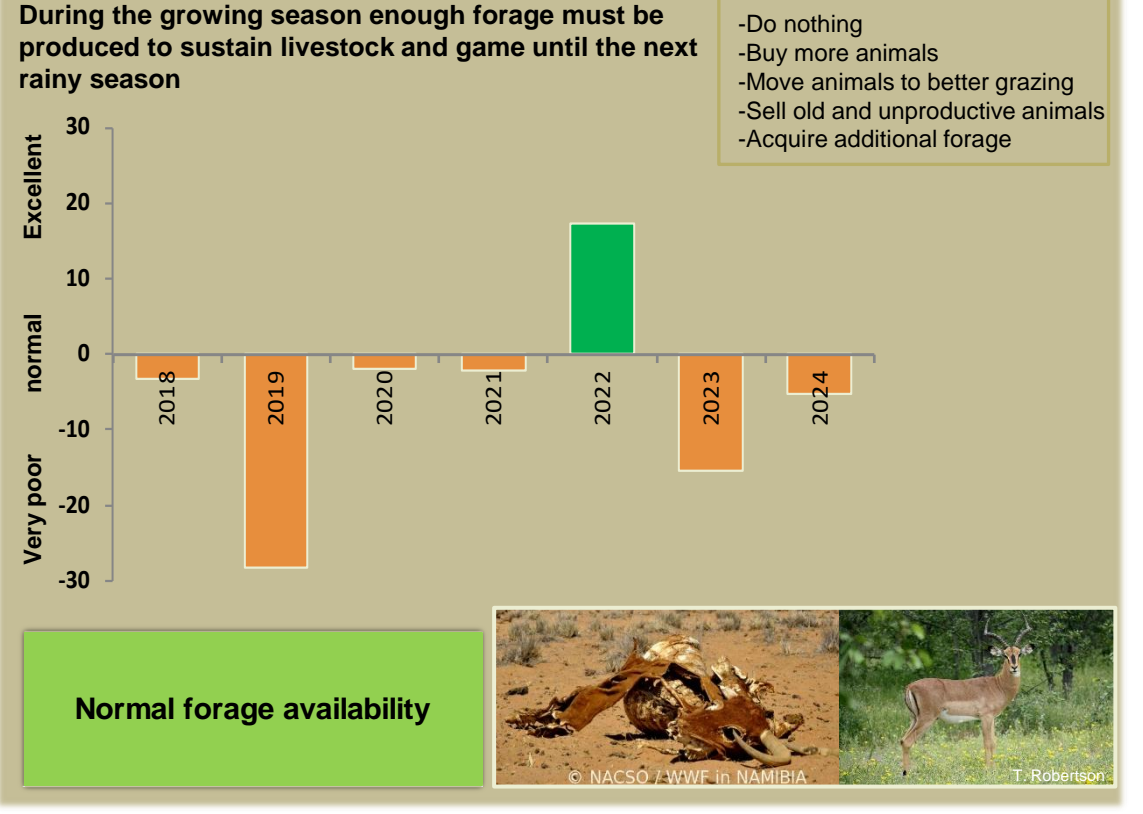 During the growing season enough forage must be
produced to sustain livestock and game until the next
rainy season
-Do nothing
-Buy more animals
-Move animals to better grazing
-Sell old and unproductive animals
-Acquire additional forage
Excellent
normal
Very poor
30
20
10
0
-10
-20
-30
2018
2019
2020
2021
2022
2023
2024
Normal forage availability
© NACSO / WWF in NAMIBIA
T. Robertson